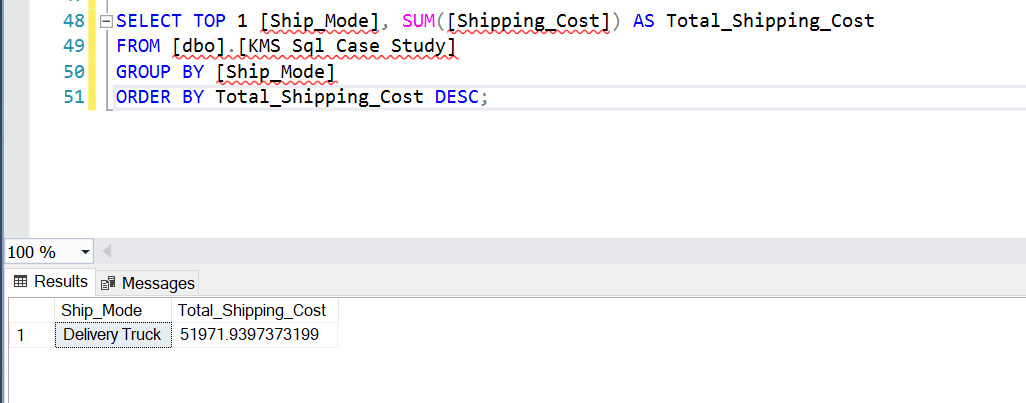 48 SELECT TOP 1 [Ship_Mode], SUM([Shipping_Cost]) AS Total_Shipping_Cost
49 FROM [dbo].[KMS Sql Case Study]
50 GROUP BY [Ship_Mode]
51 ORDER BY Total_Shipping_Cost DESC;
100 %
Results Messages
Ship_Mode Total_Shipping_Cost
1 Delivery Truck 51971.9397373199